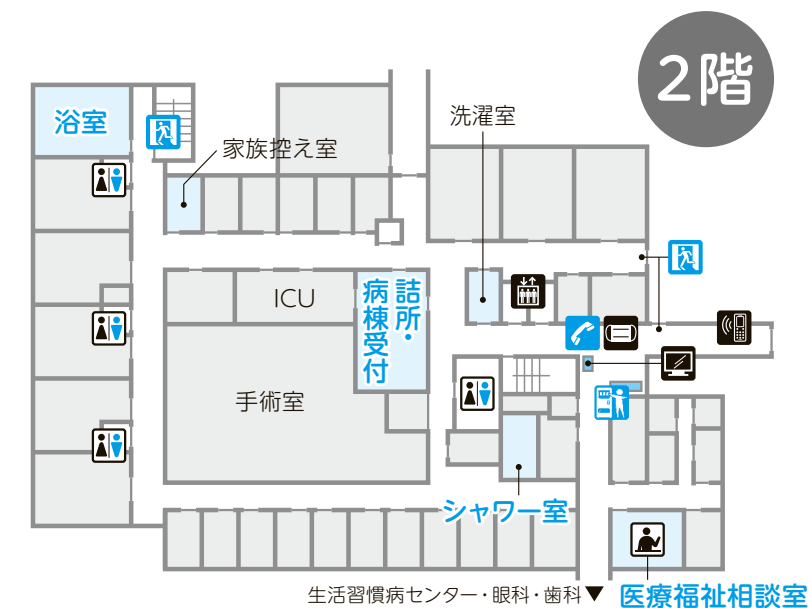 2階
浴室
家族控え室
洗濯室
ICU
詰所・
病棟受付
手術室
シャワー室
生活習慣病センター・眼科・歯科▼
医療福祉相談室